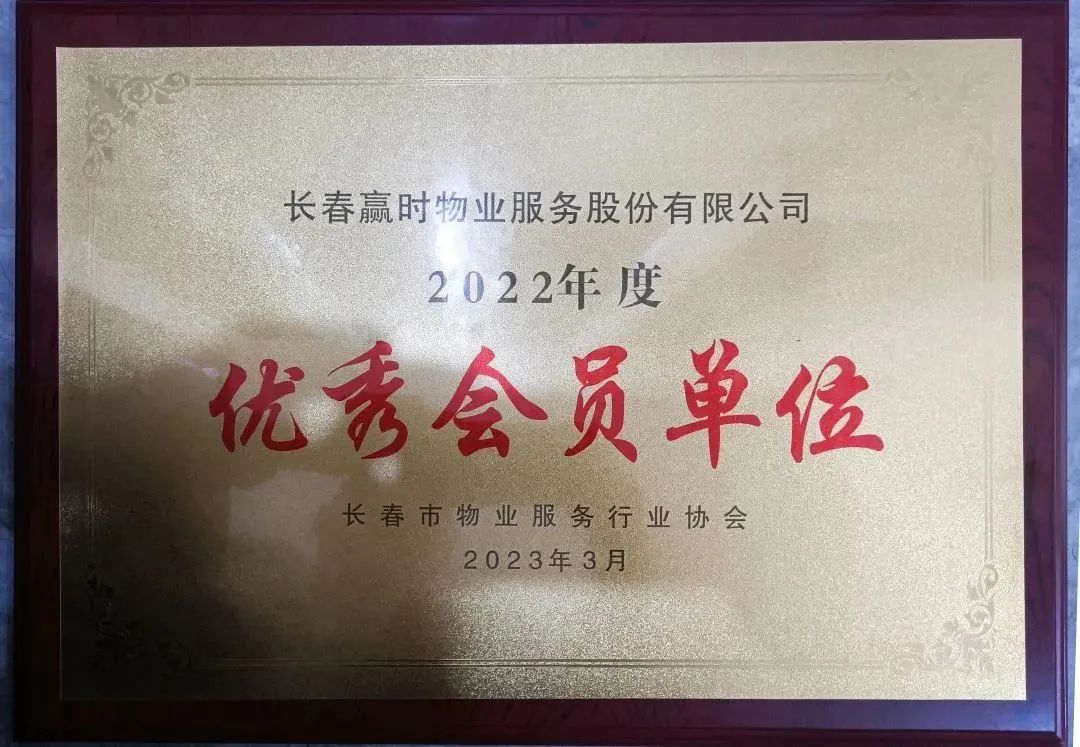 长春赢时物业服务股份有限公司
2022年度
优秀会员单位
长春市物业服务行业协会
2023年3月